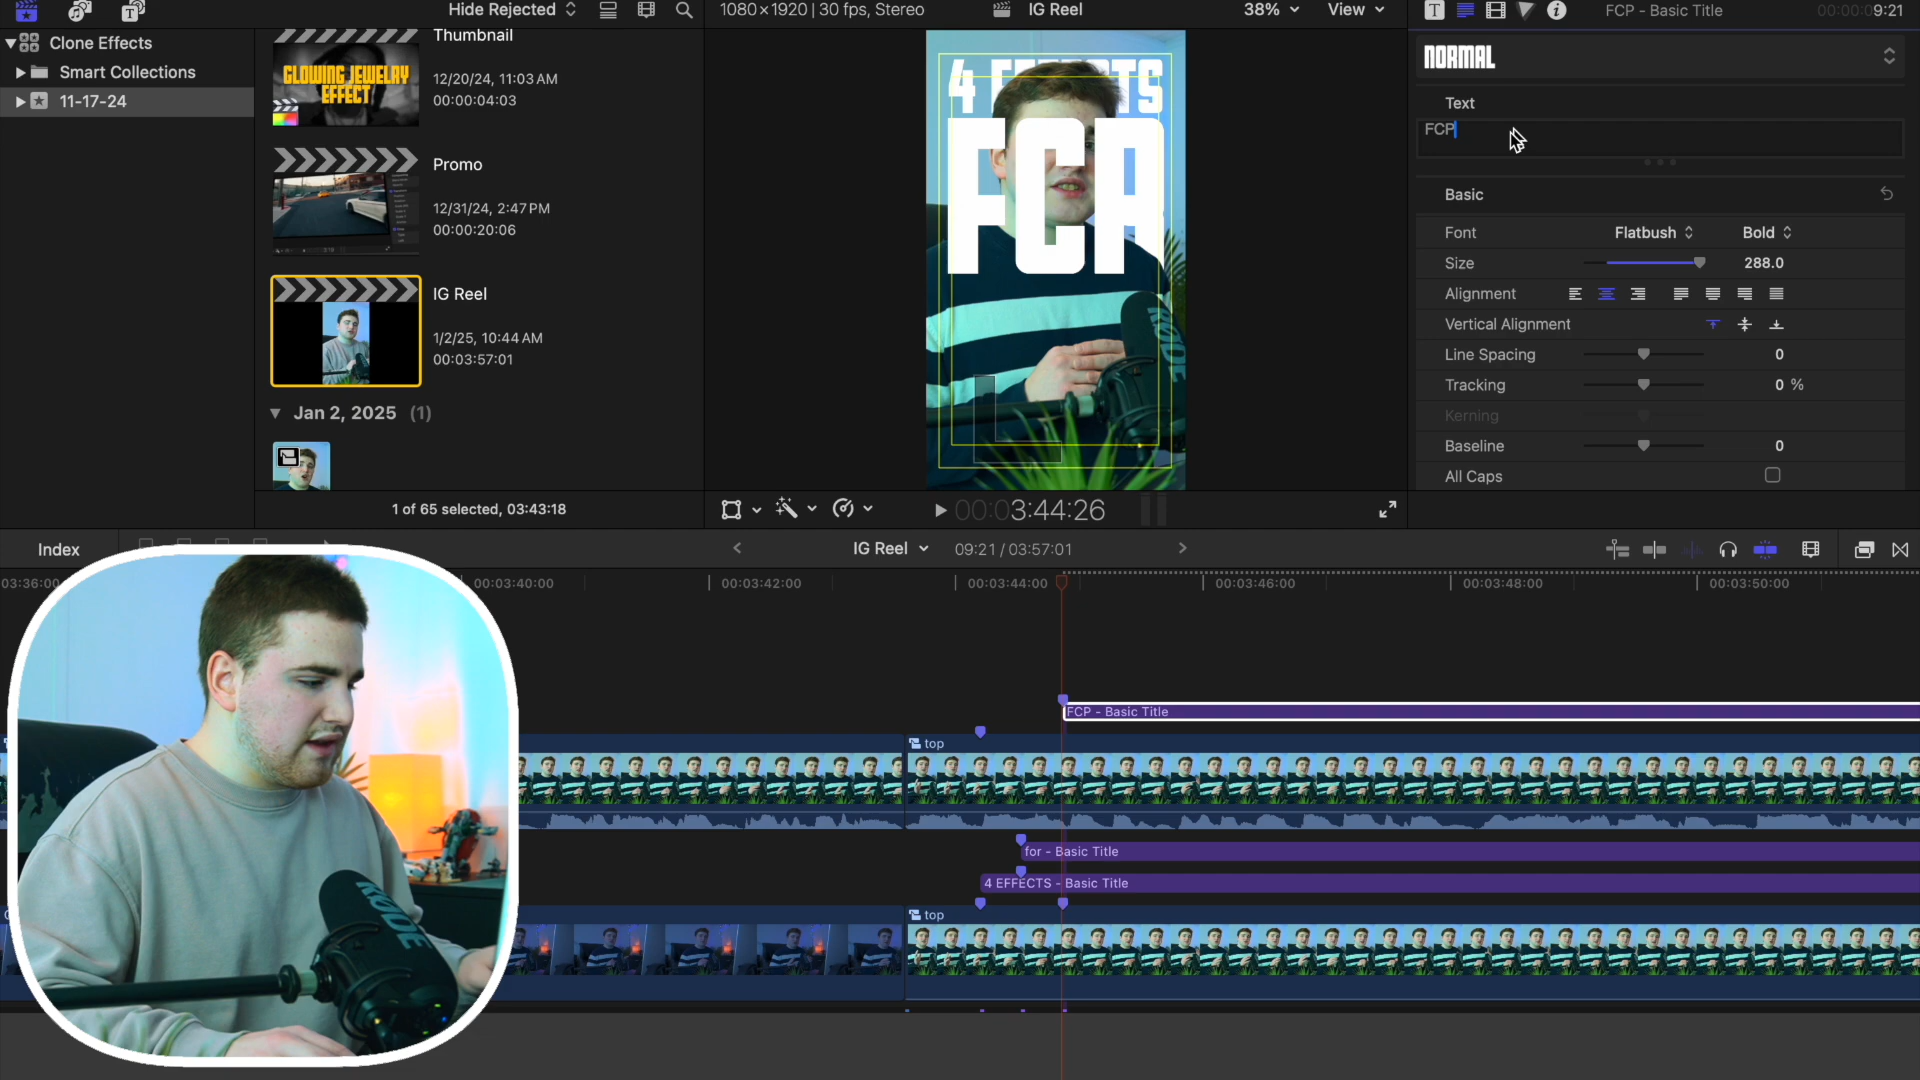 Hide Rejected
1080×1920 | 30 fps, Stereo
IG Reel
38%
View
FCP - Basic Title
00:00:09:21
Clone Effects
Smart Collections
11-17-24
Thumbnail
12/20/24, 11:03 AM
00:00:04:03
GLOWING JEWELRY
EFFECT
Promo
12/31/24, 2:47 PM
00:00:20:06
IG Reel
1/2/25, 10:44 AM
00:03:57:01
Jan 2, 2025 (1)
1 of 65 selected, 03:43:18
FCP
RODE
00:003:44:26
NORMAL
Text
FCP
Basic
Font
Flatbush
Bold
Size
288.0
Alignment
Vertical Alignment
Line Spacing
0
Tracking
0 %
Kerning
Baseline
0
All Caps
Index
IG Reel
09:21 / 03:57:01
03:36:00
00:03:40:00
00:03:42:00
00:03:44:00
00:03:46:00
00:03:48:00
00:03:50:00
FCP - Basic Title
top
for - Basic Title
4 EFFECTS - Basic Title
top
RODE